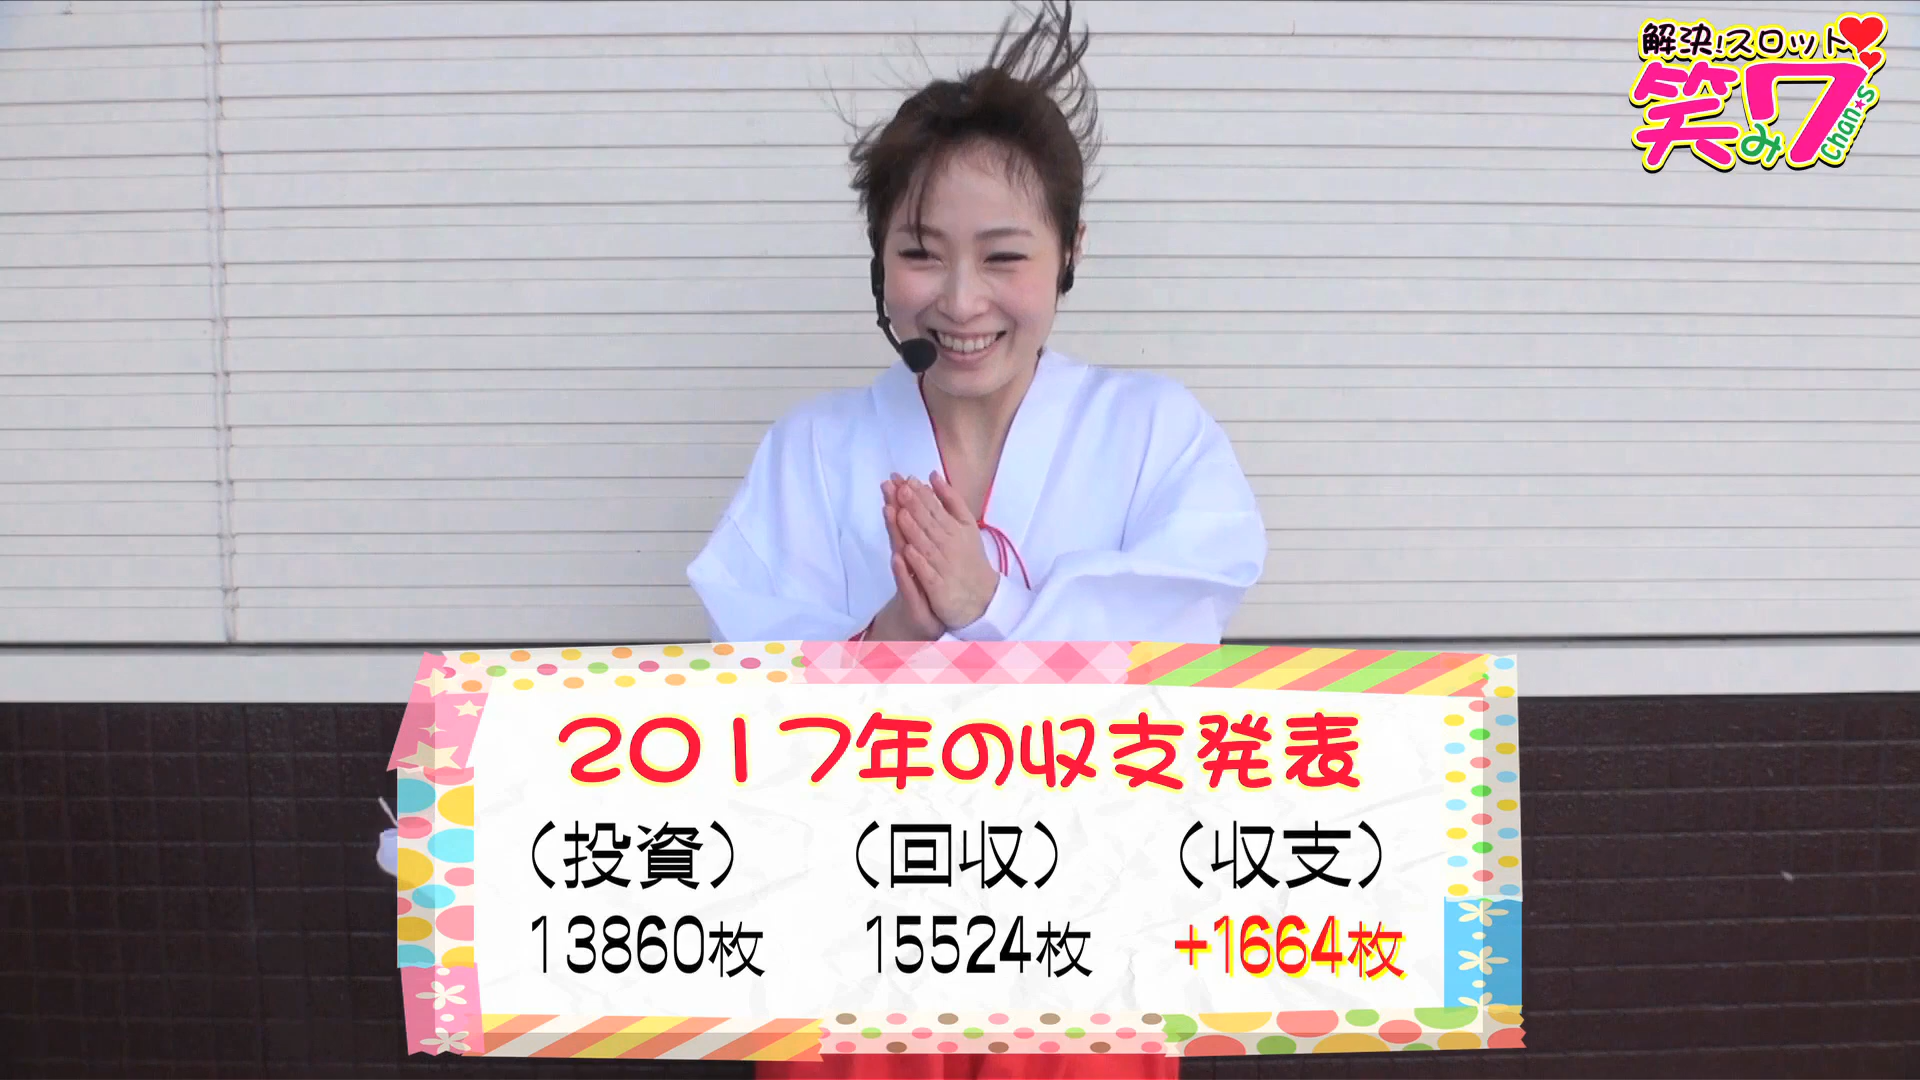 解決!スロット
笑み7
chan★s
2017年の収支発表
（投資） （回収） （収支）
13860枚 15524枚 +1664枚